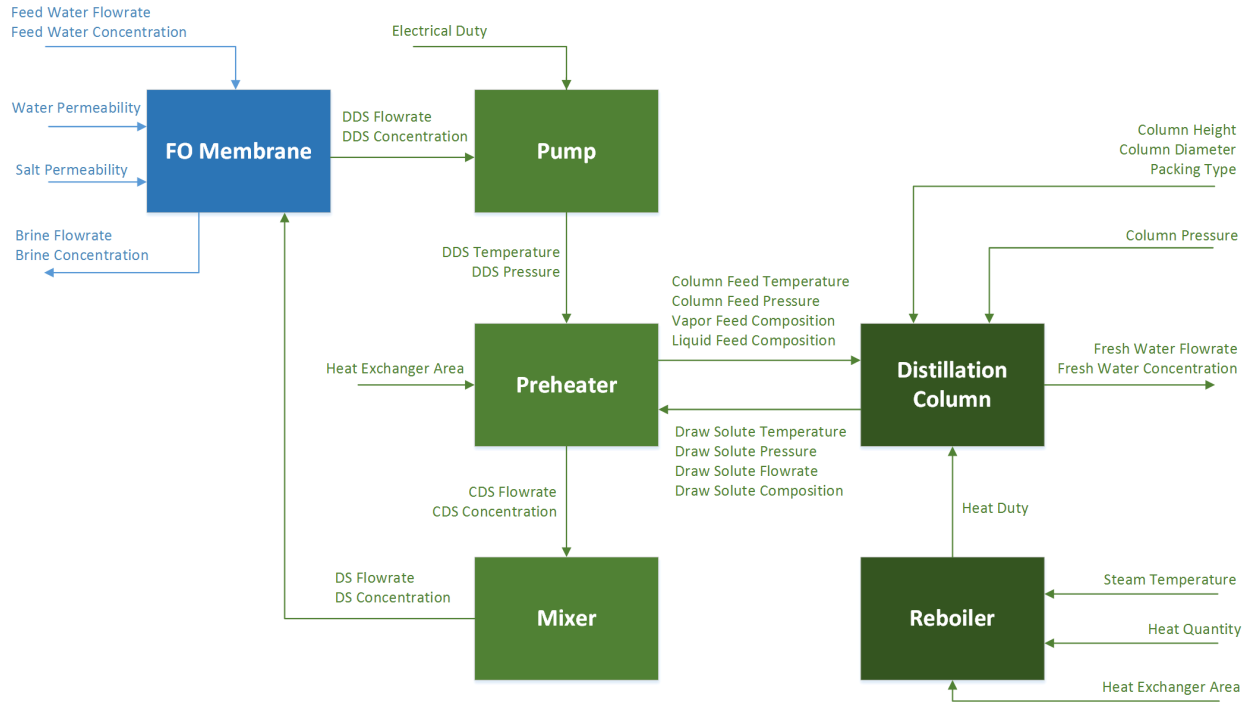 Feed Water Flowrate
Feed Water Concentration
Electrical Duty
Water Permeability
Salt Permeability
FO Membrane
DDS Flowrate
DDS Concentration
Pump
Column Height
Column Diameter
Packing Type
Brine Flowrate
Brine Concentration
DDS Temperature
DDS Pressure
Column Pressure
Column Feed Temperature
Column Feed Pressure
Vapor Feed Composition
Liquid Feed Composition
Heat Exchanger Area
Preheater
Distillation
Column
Fresh Water Flowrate
Fresh Water Concentration
Draw Solute Temperature
Draw Solute Pressure
Draw Solute Flowrate
Draw Solute Composition
CDS Flowrate
CDS Concentration
Heat Duty
DS Flowrate
DS Concentration
Mixer
Reboiler
Steam Temperature
Heat Quantity
Heat Exchanger Area